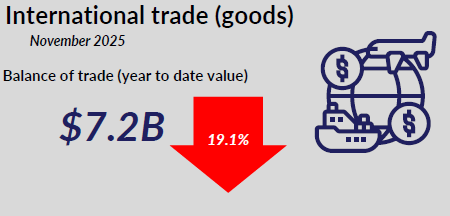 International trade (goods)
November 2025
Balance of trade (year to date value)
$7.2B
19.1%
$
$